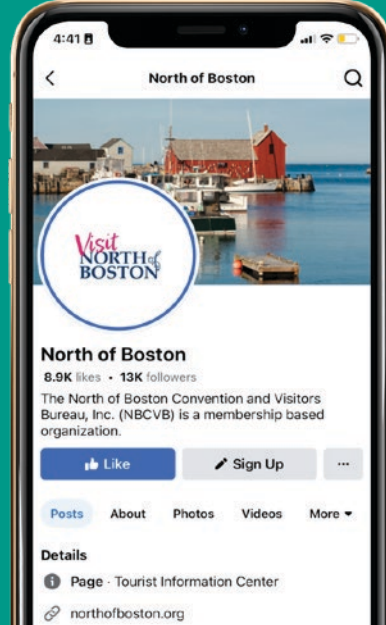 4:41
North of Boston
Visit
NORTH of
BOSTON
North of Boston
8.9K likes • 13K followers
The North of Boston Convention and Visitors
Bureau, Inc. (NBCVB) is a membership based
organization.
Like Sign Up ...
Posts About Photos Videos More
Details
Page · Tourist Information Center
northofboston.org